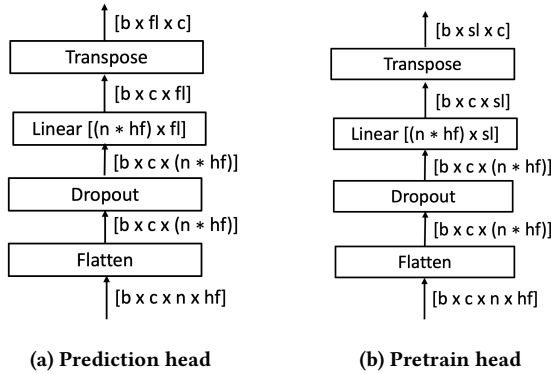 [b x fl x c]
Transpose
[b x c x fl]
Linear [(n * hf) x fl]
[b x c x (n * hf)]
Dropout
[b x c x (n * hf)]
Flatten
[b x c x n x hf]
(a) Prediction head
[b x sl x c]
Transpose
[b x c x sl]
Linear [(n * hf) x sl]
[b x c x (n * hf)]
Dropout
[b x c x (n * hf)]
Flatten
[b x c x n x hf]
(b) Pretrain head